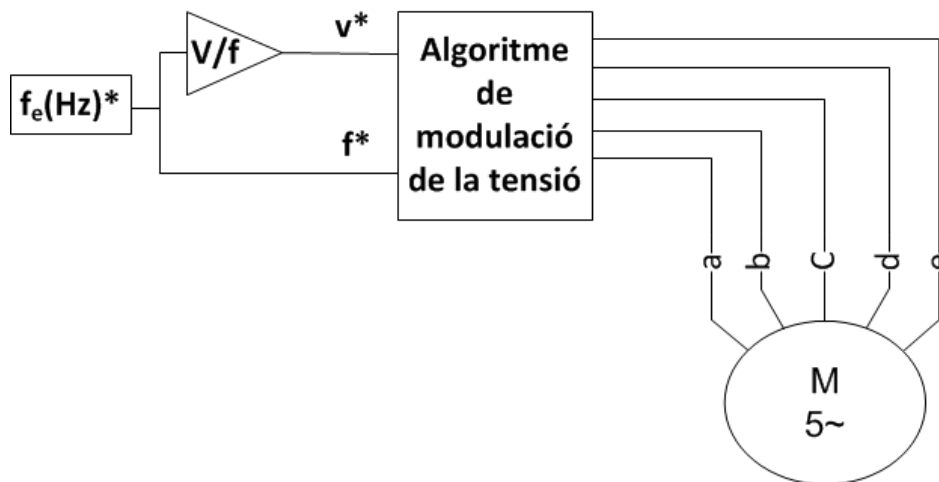 v*
V/f
fₑ(Hz)*
f*
Algoritme
de
modulació
de la tensió
a
b
C
d
e
M
5~